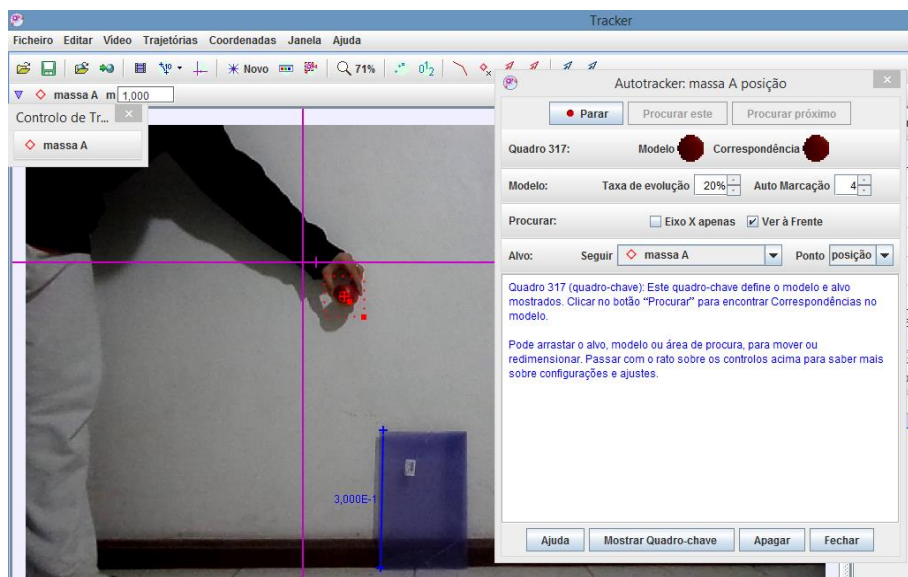 Tracker
Ficheiro Editar Vídeo Trajetórias Coordenadas Janela Ajuda
Novo 71%
massa A m 1,000
Controlo de Tr...
massa A
Autotracker: massa A posição
Parar Procurar este Procurar próximo
Quadro 317: Modelo Correspondência
Modelo: Taxa de evolução 20% Auto Marcação 4
Procurar: Eixo X apenas Ver à Frente
Alvo: Seguir massa A Ponto posição
Quadro 317 (quadro-chave): Este quadro-chave define o modelo e alvo
mostrados. Clicar no botão “Procurar” para encontrar Correspondências no
modelo.
Pode arrastar o alvo, modelo ou área de procura, para mover ou
redimensionar. Passar com o rato sobre os controlos acima para saber mais
sobre configurações e ajustes.
3,000E-1
Ajuda Mostrar Quadro-chave Apagar Fechar